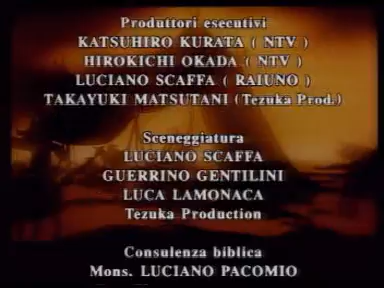 Produttori esecutivi
KATSUHIRO KURATA ( NTV )
HIROKICHI OKADA ( NTV )
LUCIANO SCAFFA ( RAIUNO )
TAKAYUKI MATSUTANI (Tezuka Prod.)
Sceneggiatura
LUCIANO SCAFFA
GUERRINO GENTILINI
LUCA LAMONACA
Tezuka Production
Consulenza biblica
Mons. LUCIANO PACOMIO